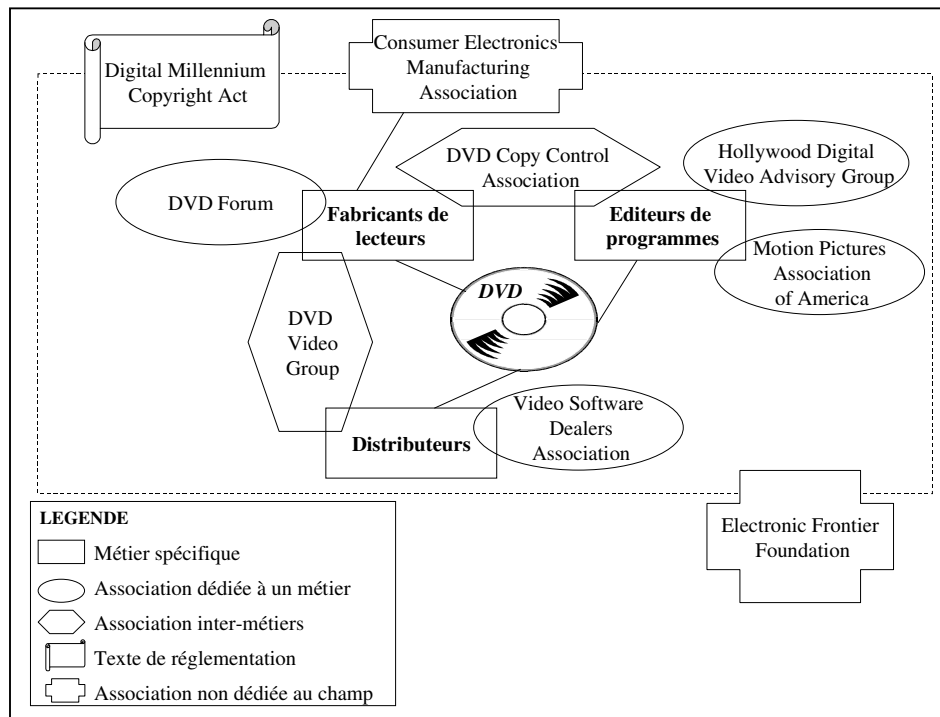 Digital Millennium
Copyright Act
Consumer Electronics
Manufacturing
Association
DVD Copy Control
Association
Hollywood Digital
Video Advisory Group
DVD Forum
Fabricants de
lecteurs
Editeurs de
programmes
Motion Pictures
Association
of America
DVD
DVD
Video
Group
Distributeurs
Video Software
Dealers
Association
Electronic Frontier
Foundation
LEGENDE
Métier spécifique
Association dédiée à un métier
Association inter-métiers
Texte de réglementation
Association non dédiée au champ